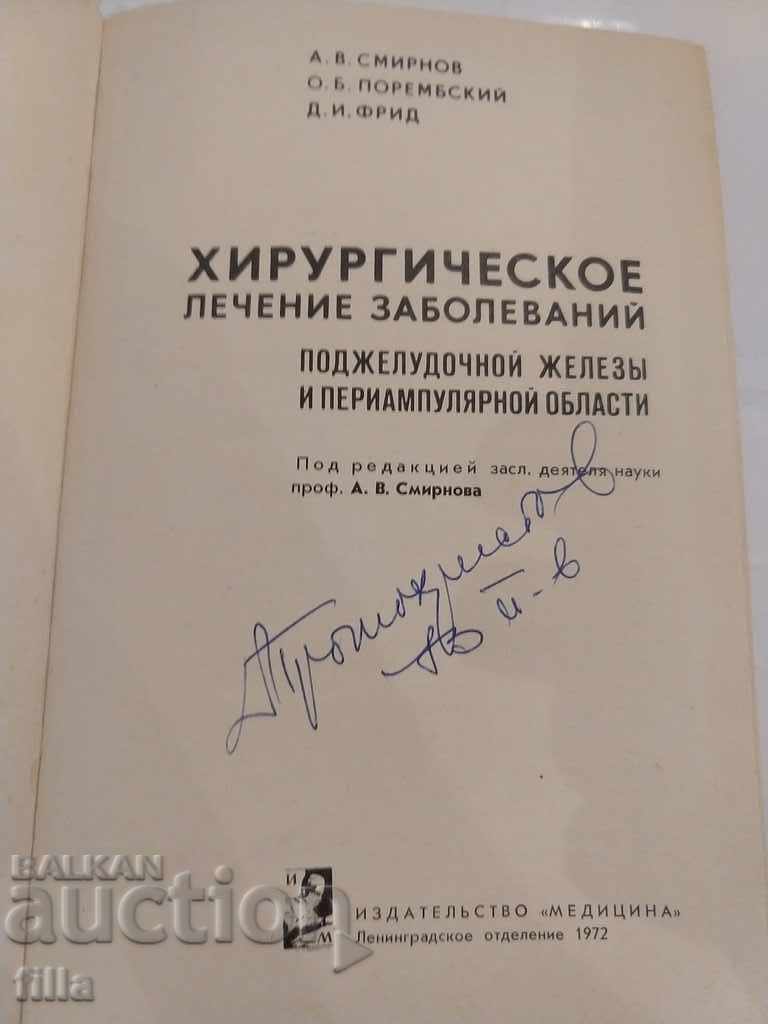 А. В. СМИРНОВ
О. Б. ПОРЕМБСКИЙ
Д. И. ФРИД
ХИРУРГИЧЕСКОЕ
ЛЕЧЕНИЕ ЗАБОЛЕВАНИЙ
ПОДЖЕЛУДОЧНОЙ ЖЕЛЕЗЫ
И ПЕРИАМПУЛЯРНОЙ ОБЛАСТИ
Под редакцией засл. деятеля науки
проф. А. В. Смирнова
И
М
ИЗДАТЕЛЬСТВО «МЕДИЦИНА»
Ленинградское отделение 1972
BALKAN
auction
filla